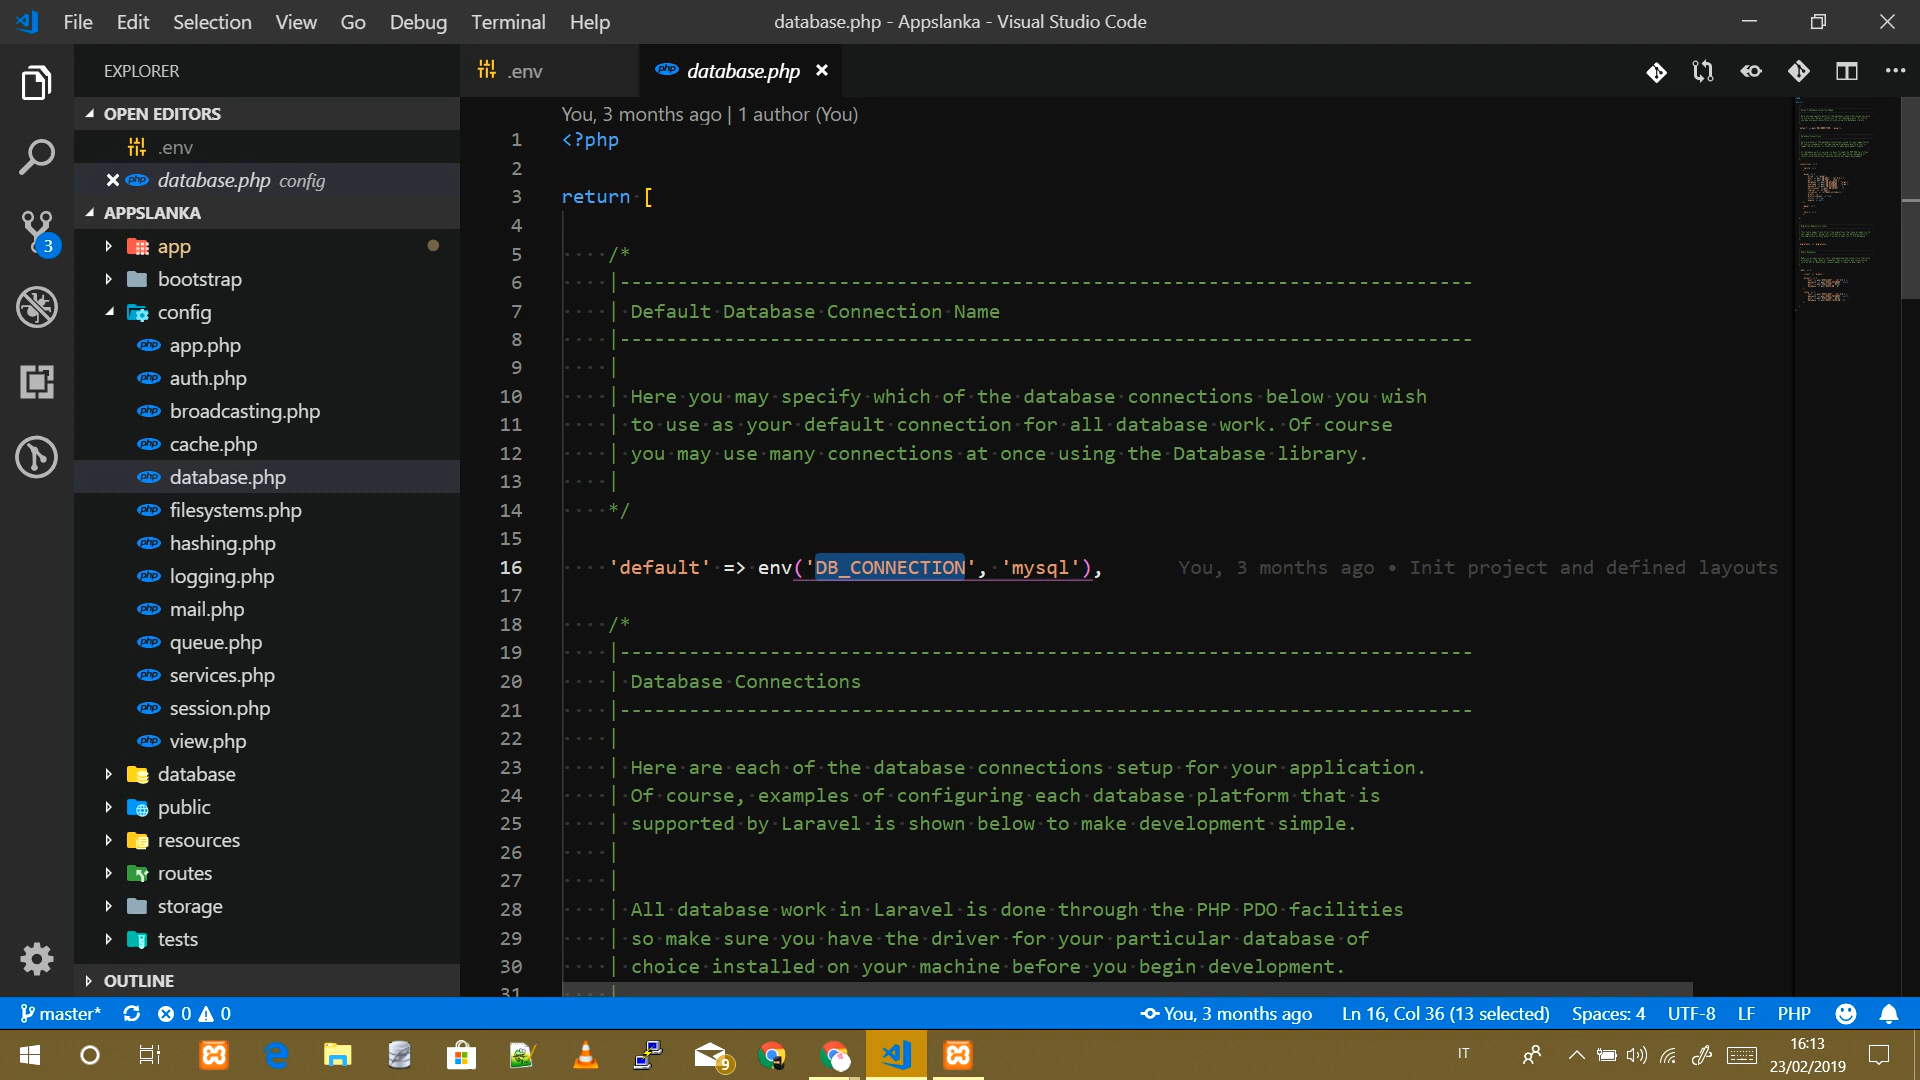 File Edit Selection View Go Debug Terminal Help
database.php - Appslanka - Visual Studio Code
EXPLORER
OPEN EDITORS
.env
database.php config
APPSLANKA
app
bootstrap
config
app.php
auth.php
broadcasting.php
cache.php
database.php
filesystems.php
hashing.php
logging.php
mail.php
queue.php
services.php
session.php
view.php
database
public
resources
routes
storage
tests
OUTLINE
3
.env
database.php
You, 3 months ago | 1 author (You)
1 <?php
2
3 return [
4
5 /*
6 |--------------------------------------------------------------------------
7 | Default Database Connection Name
8 |--------------------------------------------------------------------------
9 |
10 | Here you may specify which of the database connections below you wish
11 | to use as your default connection for all database work. Of course
12 | you may use many connections at once using the Database library.
13 |
14 */
15
16 'default' => env('DB_CONNECTION', 'mysql'), You, 3 months ago • Init project and defined layouts
17
18 /*
19 |--------------------------------------------------------------------------
20 | Database Connections
21 |--------------------------------------------------------------------------
22 |
23 | Here are each of the database connections setup for your application.
24 | Of course, examples of configuring each database platform that is
25 | supported by Laravel is shown below to make development simple.
26 |
27 |
28 | All database work in Laravel is done through the PHP PDO facilities
29 | so make sure you have the driver for your particular database of
30 | choice installed on your machine before you begin development.
31 |
master* 0 0 You, 3 months ago Ln 16, Col 36 (13 selected) Spaces: 4 UTF-8 LF PHP
9
IT
16:13
23/02/2019